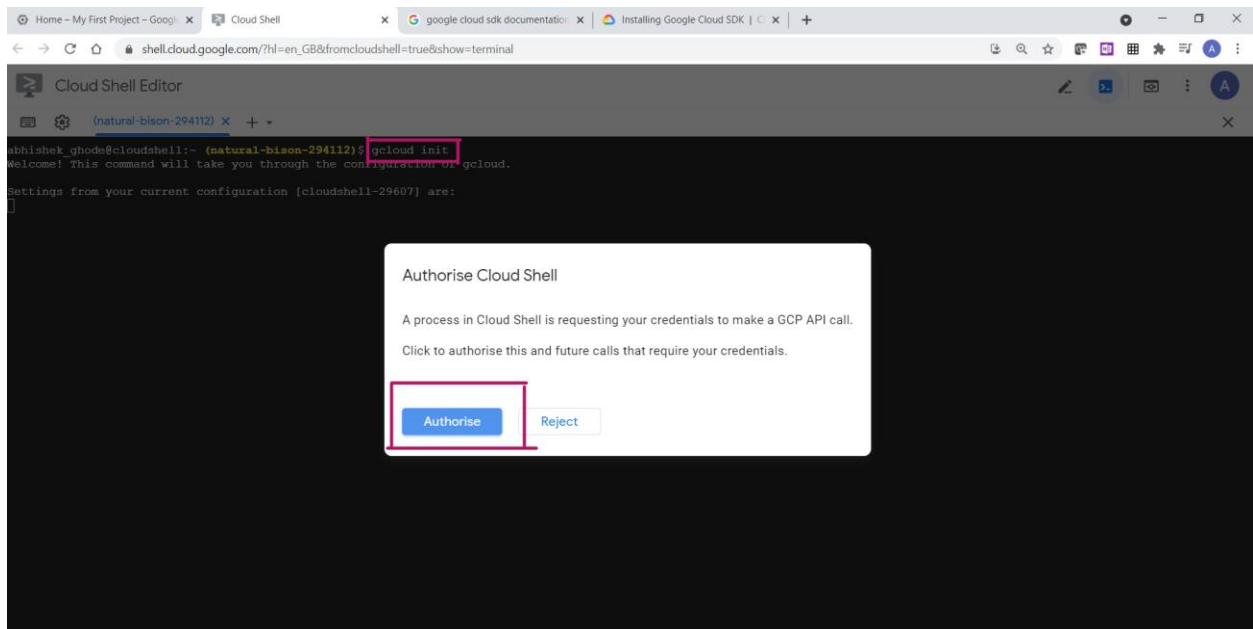 Home – My First Project – Googl
Cloud Shell
google cloud sdk documentation
Installing Google Cloud SDK | C
shell.cloud.google.com/?hl=en_GB&fromcloudshell=true&show=terminal
A
Cloud Shell Editor
A
(natural-bison-294112)
abhishek_ghode@cloudshell:~ (natural-bison-294112)$ gcloud init
Welcome! This command will take you through the configuration of gcloud.
Settings from your current configuration [cloudshell-29607] are:
Authorise Cloud Shell
A process in Cloud Shell is requesting your credentials to make a GCP API call.
Click to authorise this and future calls that require your credentials.
Authorise
Reject